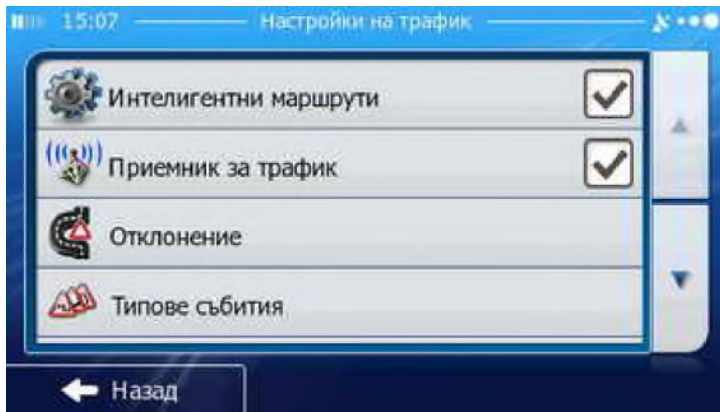 15:07 Настройки на трафик
Интелигентни маршрути
Приемник за трафик
Отклонение
Типове събития
Назад